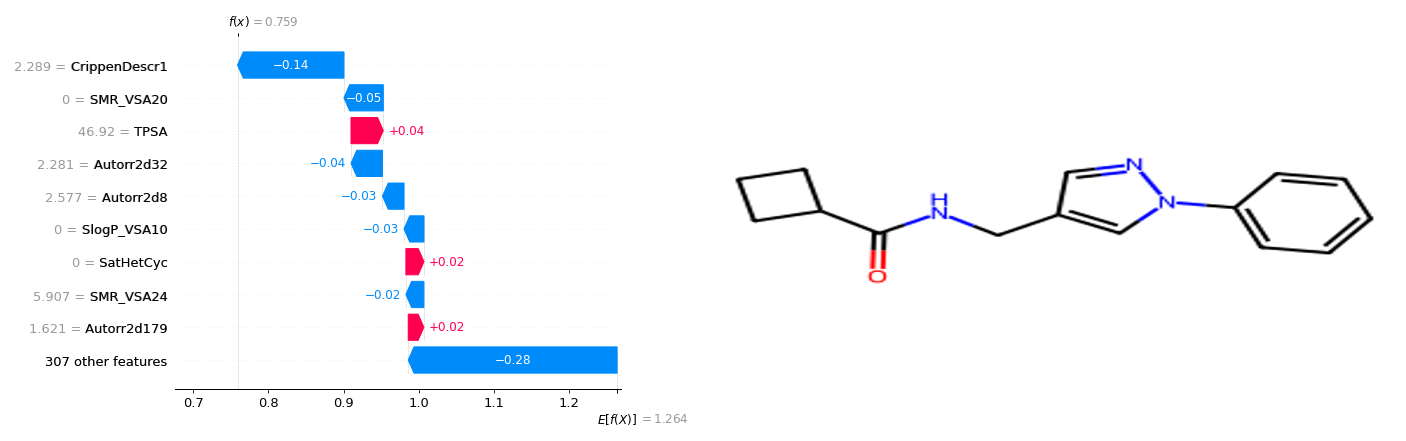 f(x) = 0.759
2.289 = CrippenDescr1
−0.14
0 = SMR_VSA20
−0.05
46.92 = TPSA
+0.04
2.281 = Autorr2d32
−0.04
2.577 = Autorr2d8
−0.03
0 = SlogP_VSA10
−0.03
0 = SatHetCyc
+0.02
5.907 = SMR_VSA24
−0.02
1.621 = Autorr2d179
+0.02
307 other features
−0.28
0.7 0.8 0.9 1.0 1.1 1.2
E[f(X)] = 1.264
H
N
O
N
N